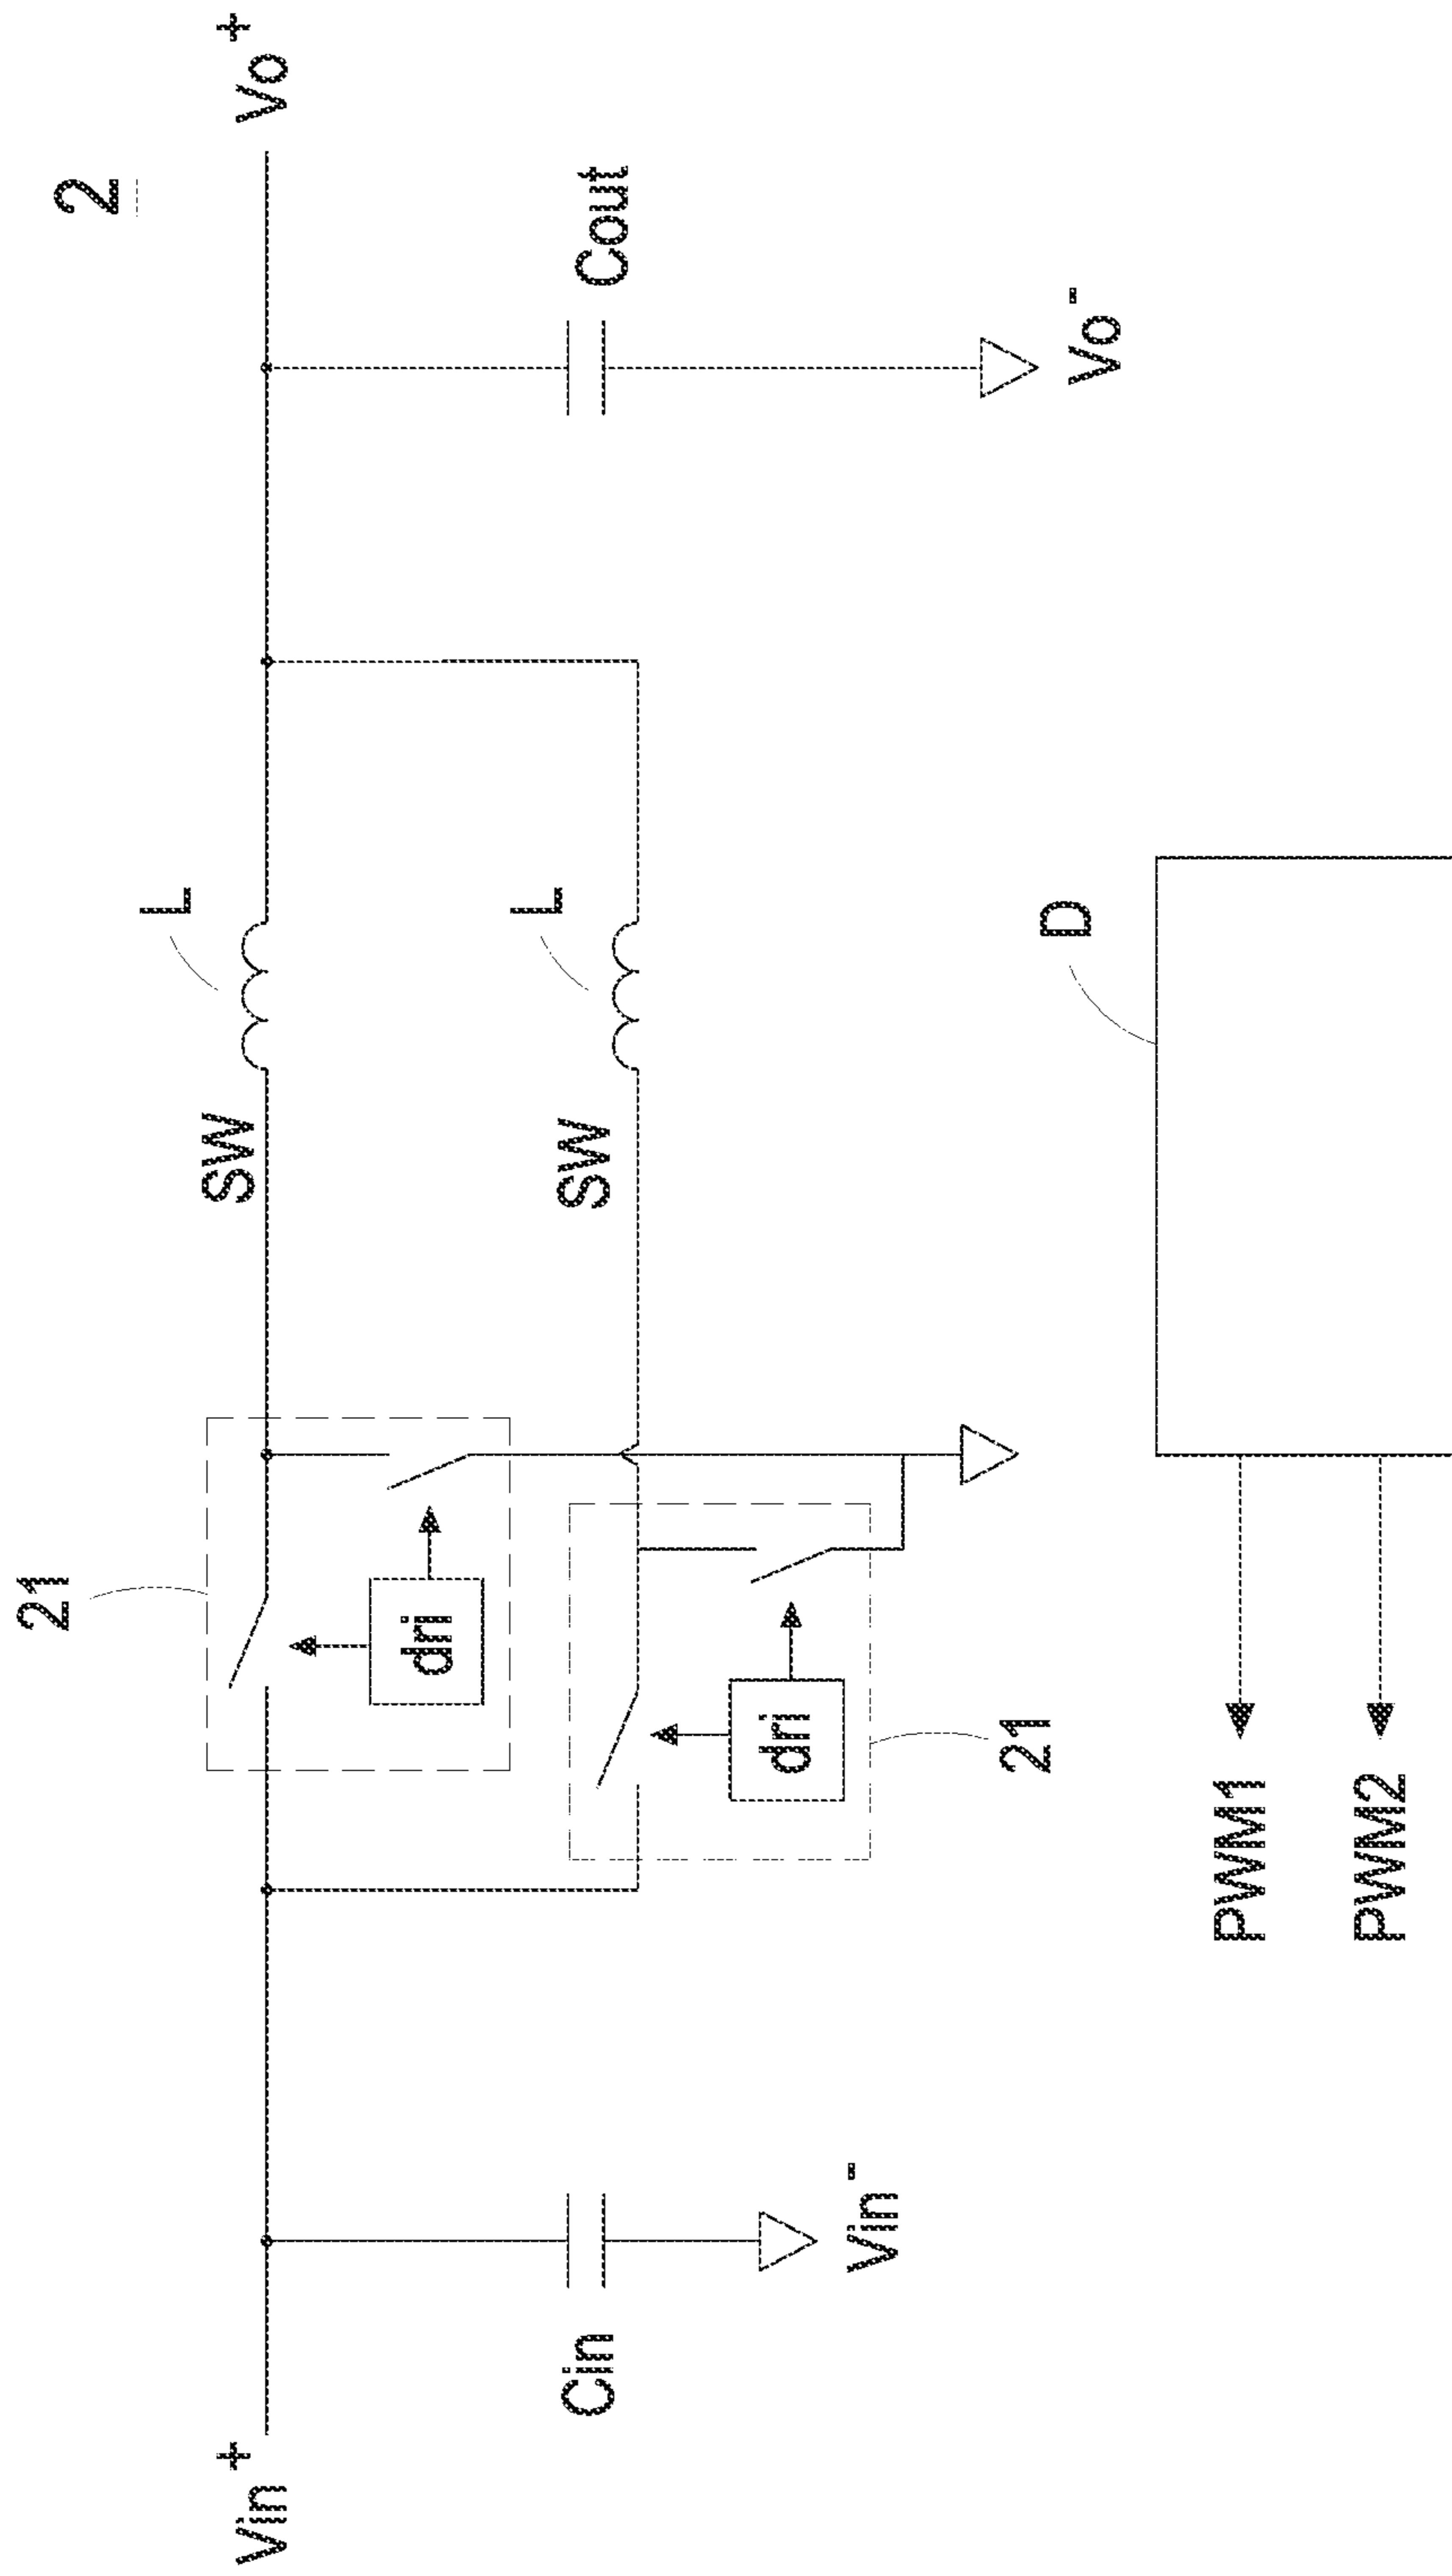 2
21
Vin+
SW
L
Vo+
dri
Cin
SW
L
Cout
dri
21
Vin-
Vo-
D
PWM1
PWM2